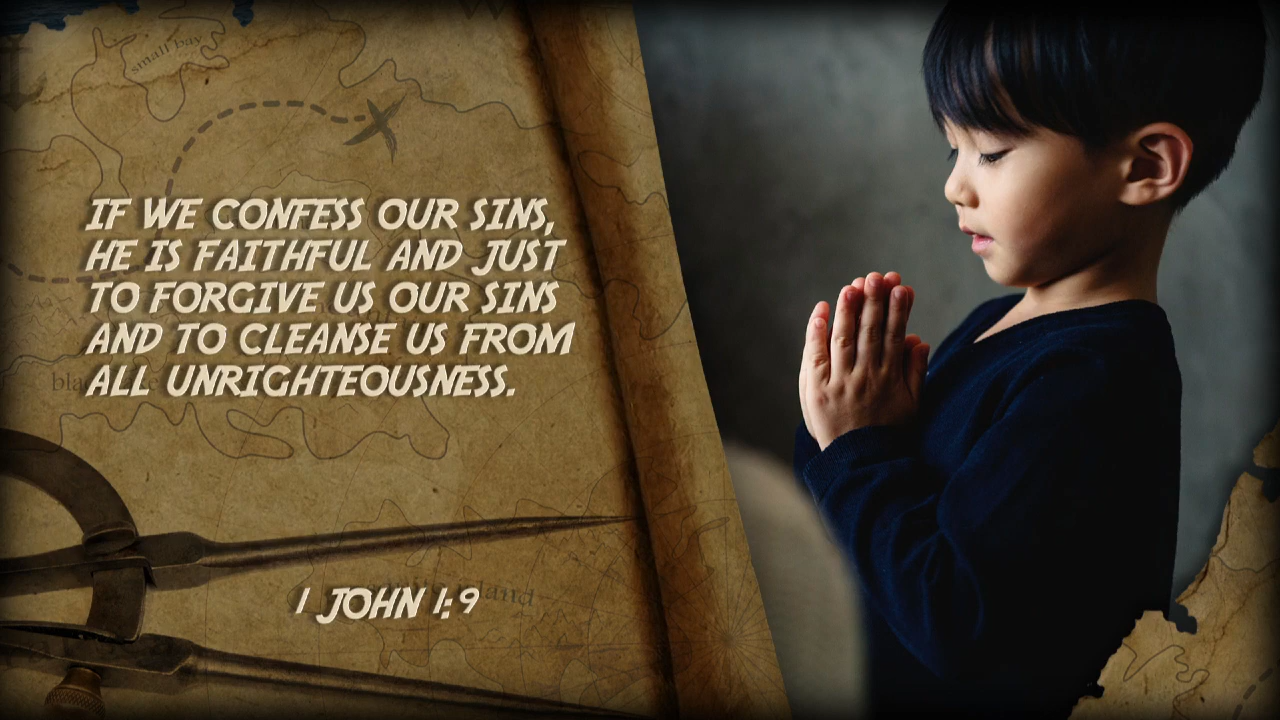 small bay
IF WE CONFESS OUR SINS,
HE IS FAITHFUL AND JUST
TO FORGIVE US OUR SINS
AND TO CLEANSE US FROM
ALL UNRIGHTEOUSNESS.
1 JOHN 1:9